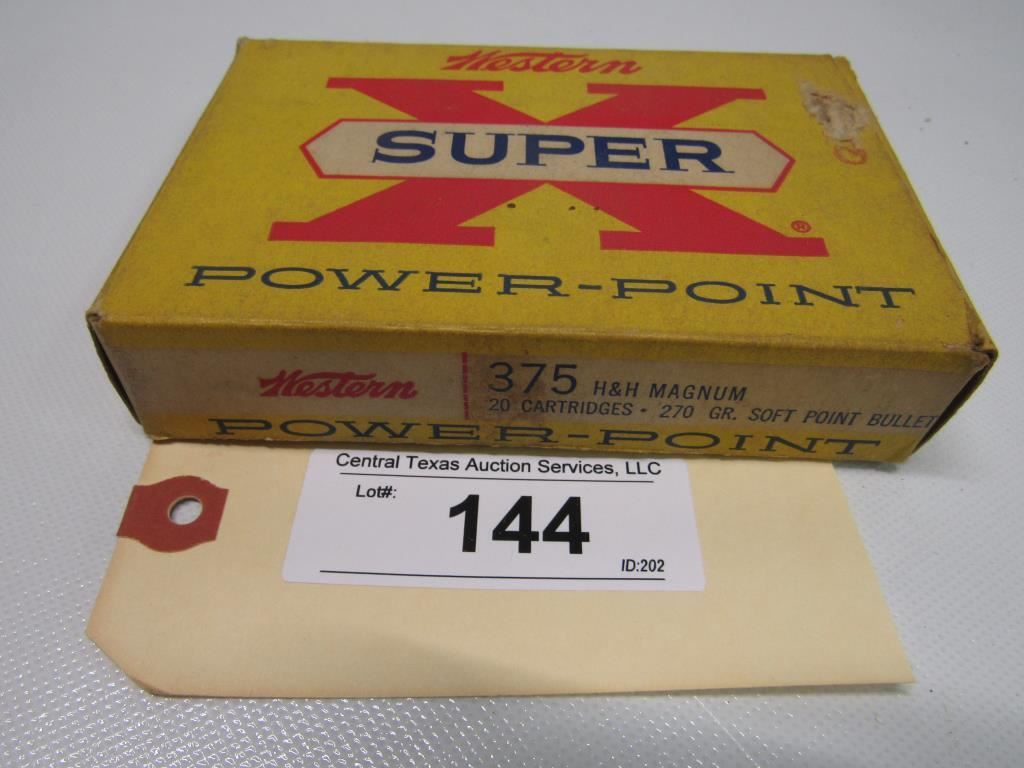 Western
X
SUPER
®
POWER-POINT
Western
375 H&H MAGNUM
20 CARTRIDGES · 270 GR. SOFT POINT BULLET
POWER-POINT
Central Texas Auction Services, LLC
Lot#:
144
ID:202